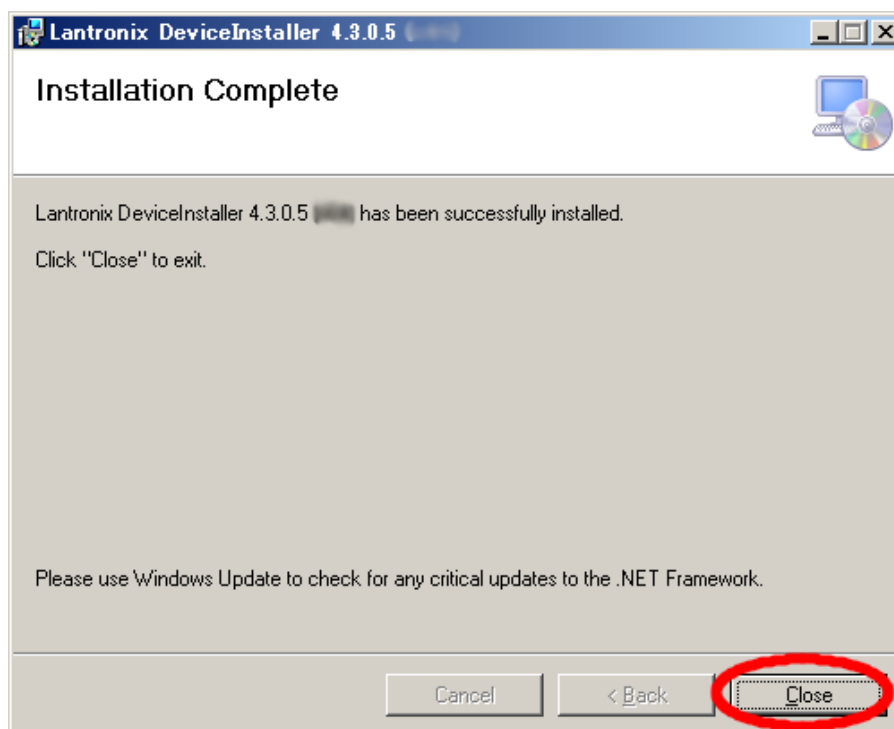 Lantronix DeviceInstaller 4.3.0.5
Installation Complete
Lantronix DeviceInstaller 4.3.0.5 has been successfully installed.
Click "Close" to exit.
Please use Windows Update to check for any critical updates to the .NET Framework.
Cancel < Back Close